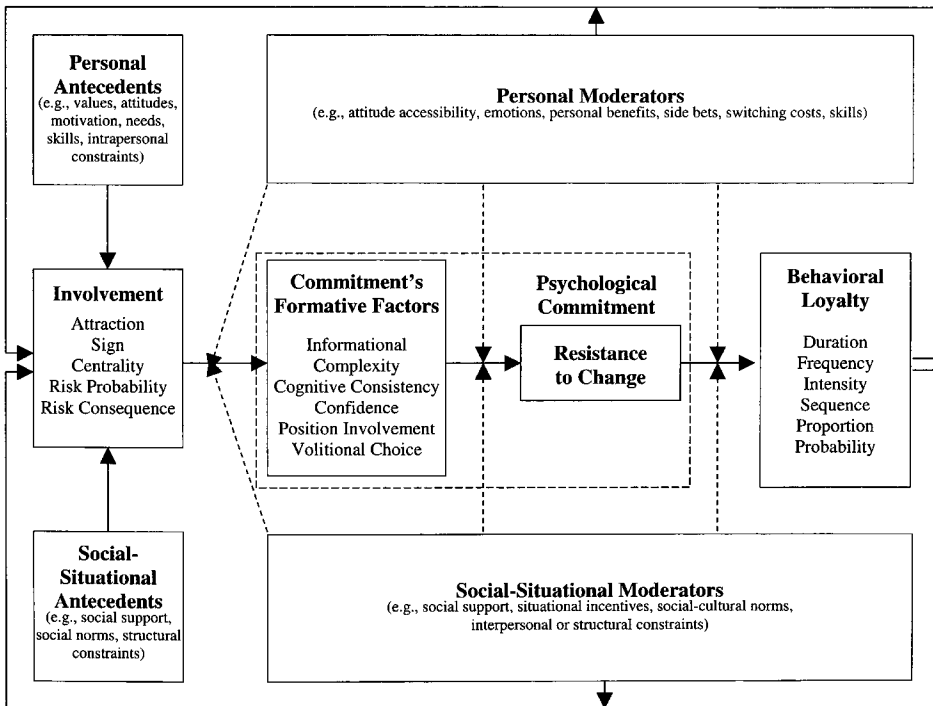 Personal
Antecedents
(e.g., values, attitudes,
motivation, needs,
skills, intrapersonal
constraints)
Personal Moderators
(e.g., attitude accessibility, emotions, personal benefits, side bets, switching costs, skills)
Involvement
Attraction
Sign
Centrality
Risk Probability
Risk Consequence
Commitment's
Formative Factors
Informational
Complexity
Cognitive Consistency
Confidence
Position Involvement
Volitional Choice
Psychological
Commitment
Resistance
to Change
Behavioral
Loyalty
Duration
Frequency
Intensity
Sequence
Proportion
Probability
Social-
Situational
Antecedents
(e.g., social support,
social norms, structural
constraints)
Social-Situational Moderators
(e.g., social support, situational incentives, social-cultural norms,
interpersonal or structural constraints)